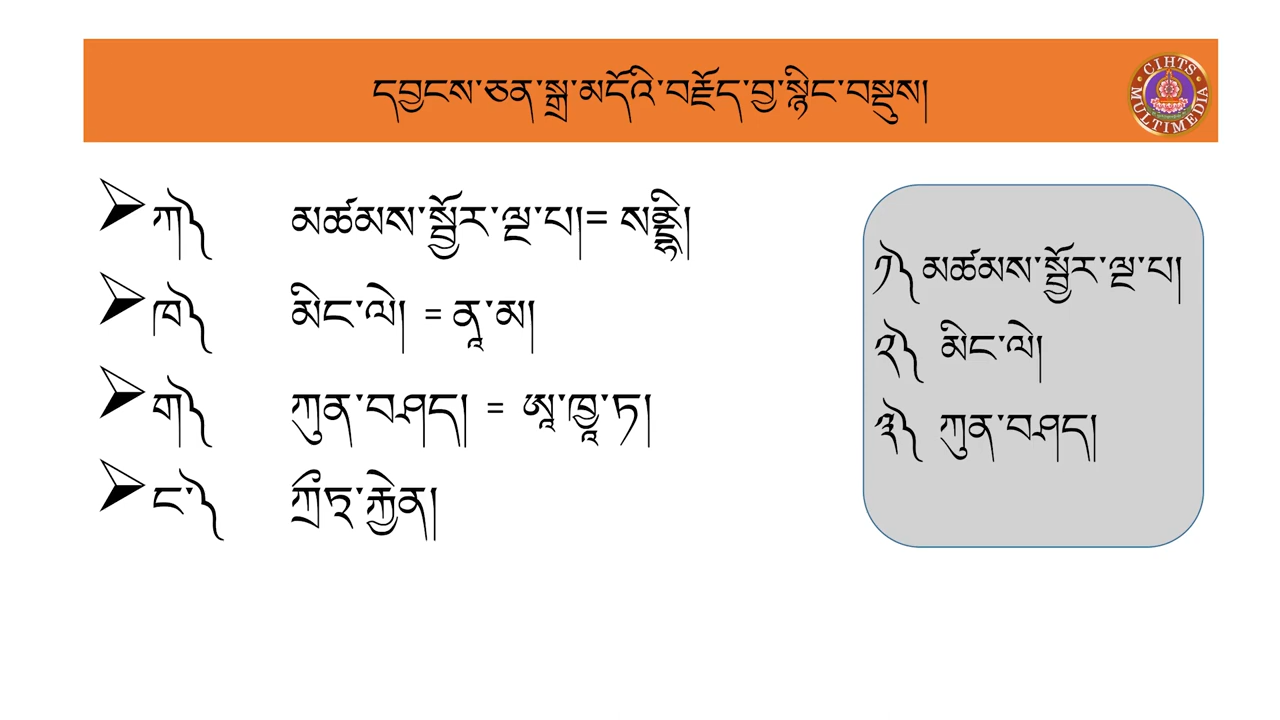 དབྱངས་ཅན་སྒྲ་མདོའི་བརྗོད་བྱ་སྙིང་བསྡུས།
CIHTS MULTIMEDIA
ཀ༽ མཚམས་སྦྱོར་ལྔ་པ།= སནྡྷི།
ཁ༽ མིང་ལེ། = ནཱ་མ།
ག༽ ཀུན་བཤད། = ཨཱ་ཁྱཱ་ཏ།
ང་༽ ཀྲྀཏ྄་རྐྱེན།
༡༽ མཚམས་སྦྱོར་ལྔ་པ།
༢༽ མིང་ལེ།
༣༽ ཀུན་བཤད།